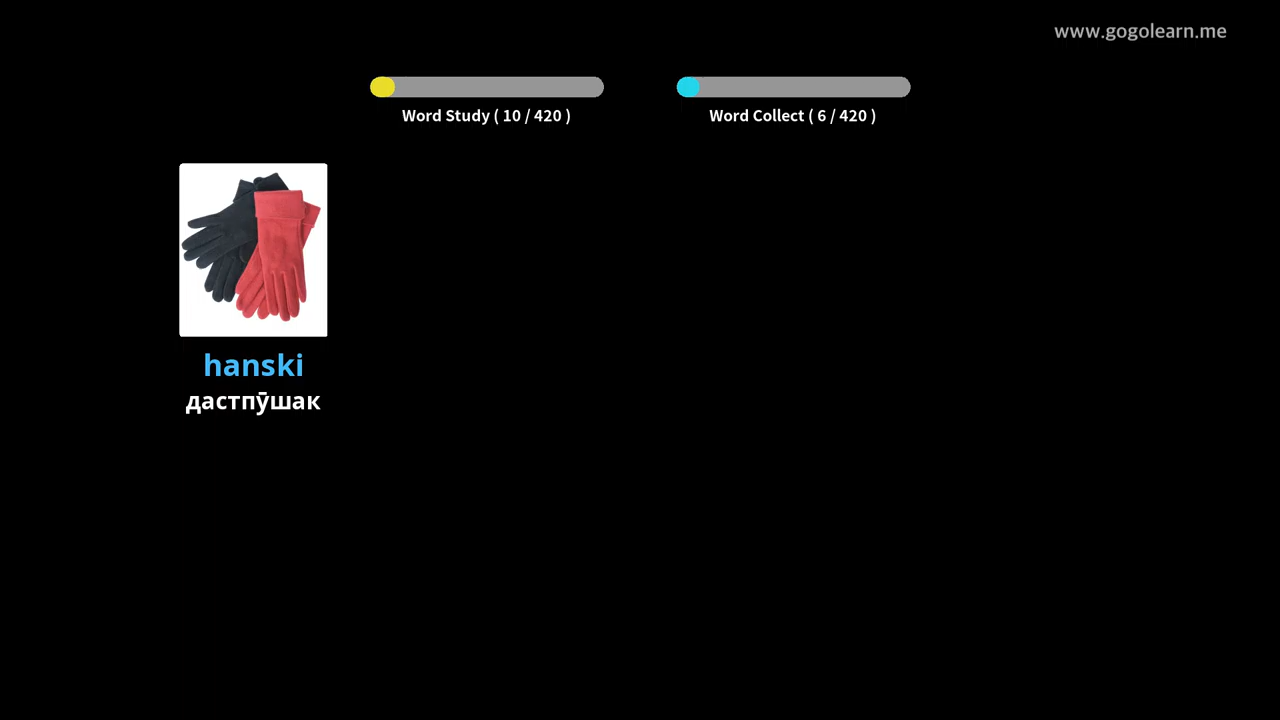 www.gogolearn.me
Word Study ( 10 / 420 )
Word Collect ( 6 / 420 )
hanski
дастпӯшак